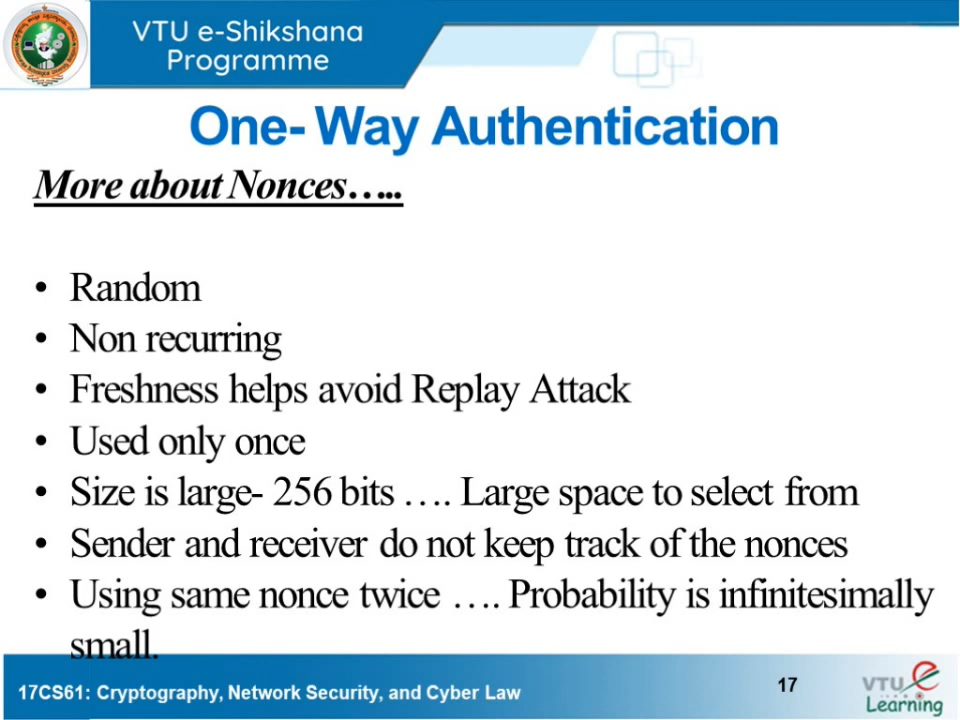 VTU e-Shikshana
Programme
One- Way Authentication
More about Nonces…..
• Random
• Non recurring
• Freshness helps avoid Replay Attack
• Used only once
• Size is large- 256 bits …. Large space to select from
• Sender and receiver do not keep track of the nonces
• Using same nonce twice …. Probability is infinitesimally
small.
17CS61: Cryptography, Network Security, and Cyber Law
17
VTU e
Learning